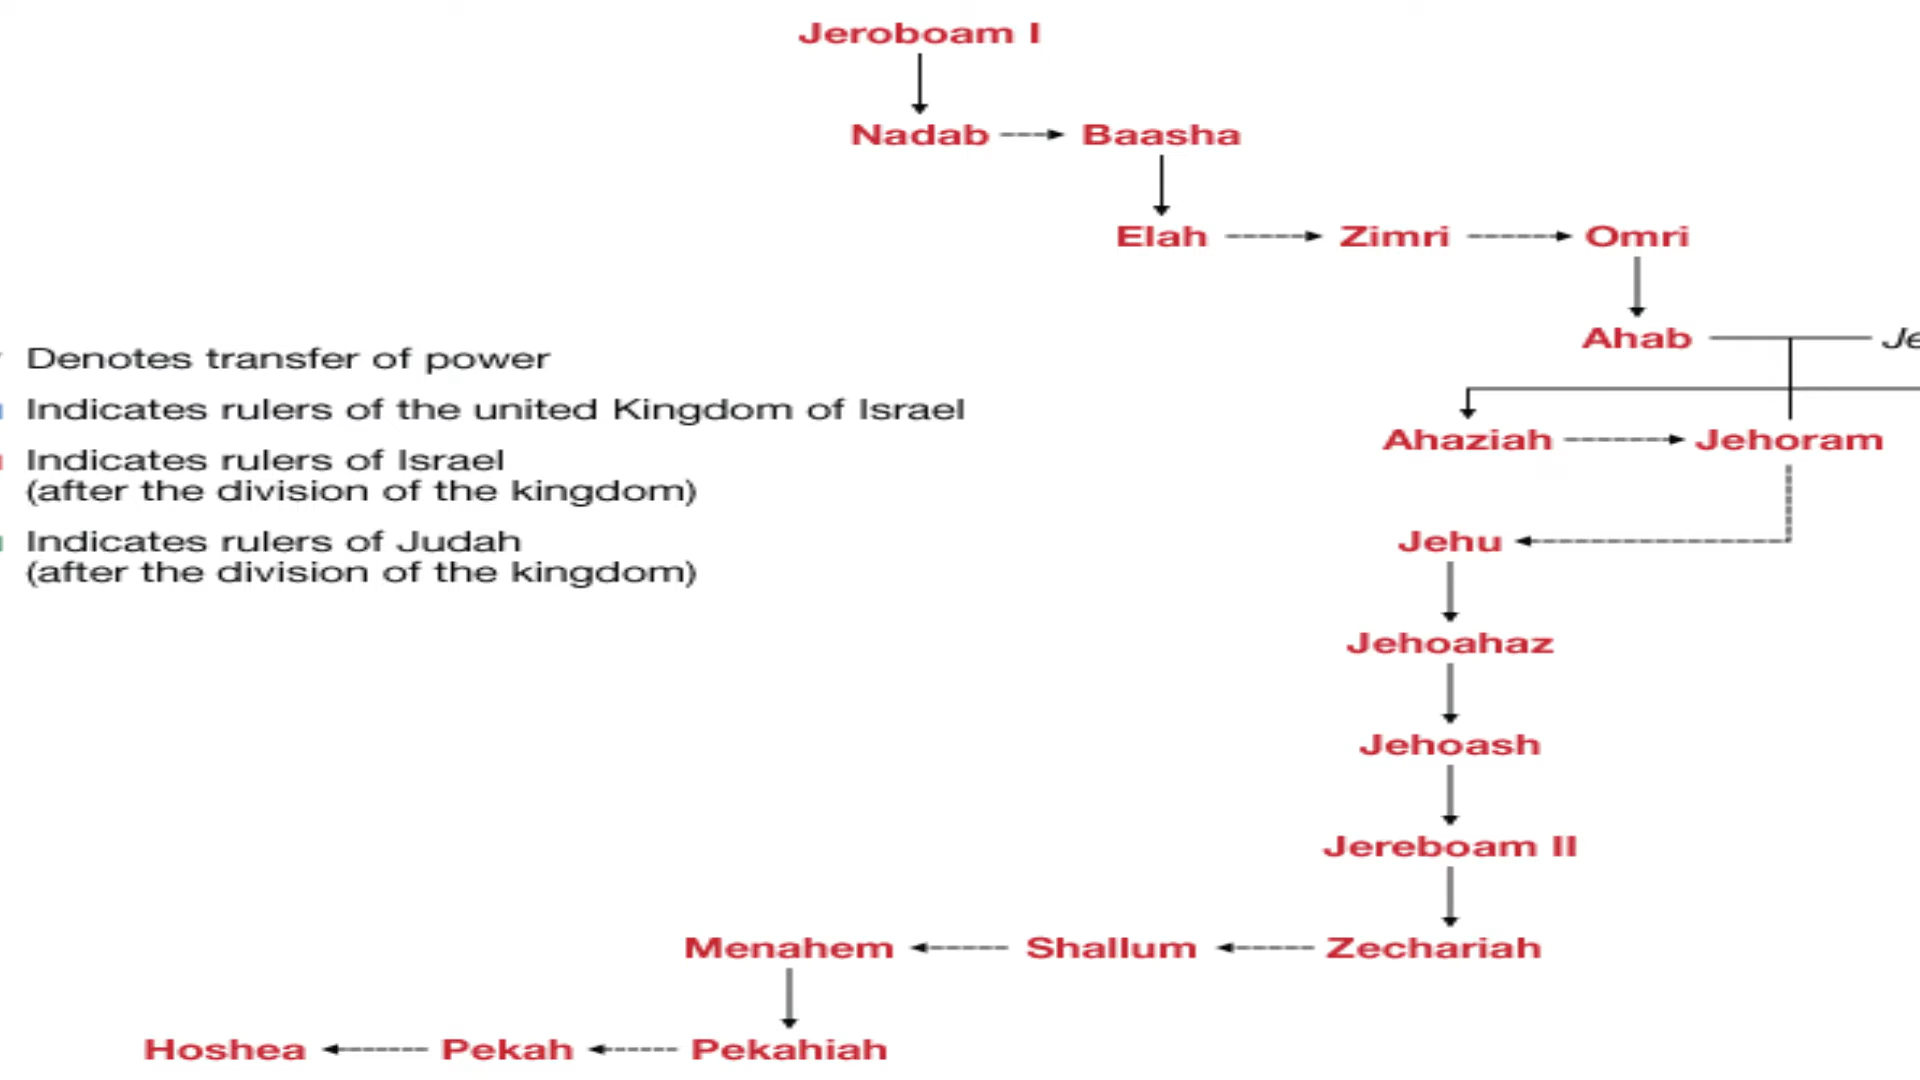 Jeroboam I
Nadab Baasha
Elah Zimri Omri
Ahab Je
Denotes transfer of power
Indicates rulers of the united Kingdom of Israel
Ahaziah Jehoram
Indicates rulers of Israel
(after the division of the kingdom)
Jehu
Indicates rulers of Judah
(after the division of the kingdom)
Jehoahaz
Jehoash
Jereboam II
Menahem Shallum Zechariah
Hoshea Pekah Pekahiah